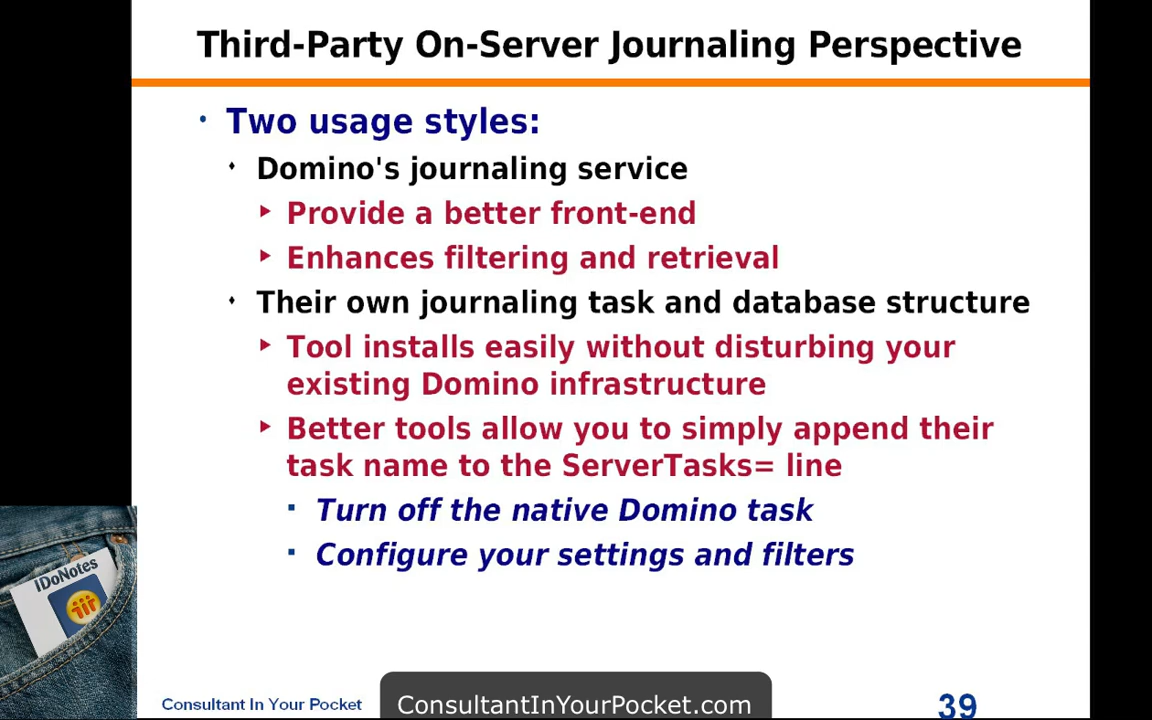 Third-Party On-Server Journaling Perspective
• Two usage styles:
Domino's journaling service
Provide a better front-end
Enhances filtering and retrieval
Their own journaling task and database structure
Tool installs easily without disturbing your
existing Domino infrastructure
Better tools allow you to simply append their
task name to the ServerTasks= line
Turn off the native Domino task
Configure your settings and filters
IDoNotes
Consultant In Your Pocket
ConsultantInYourPocket.com
39